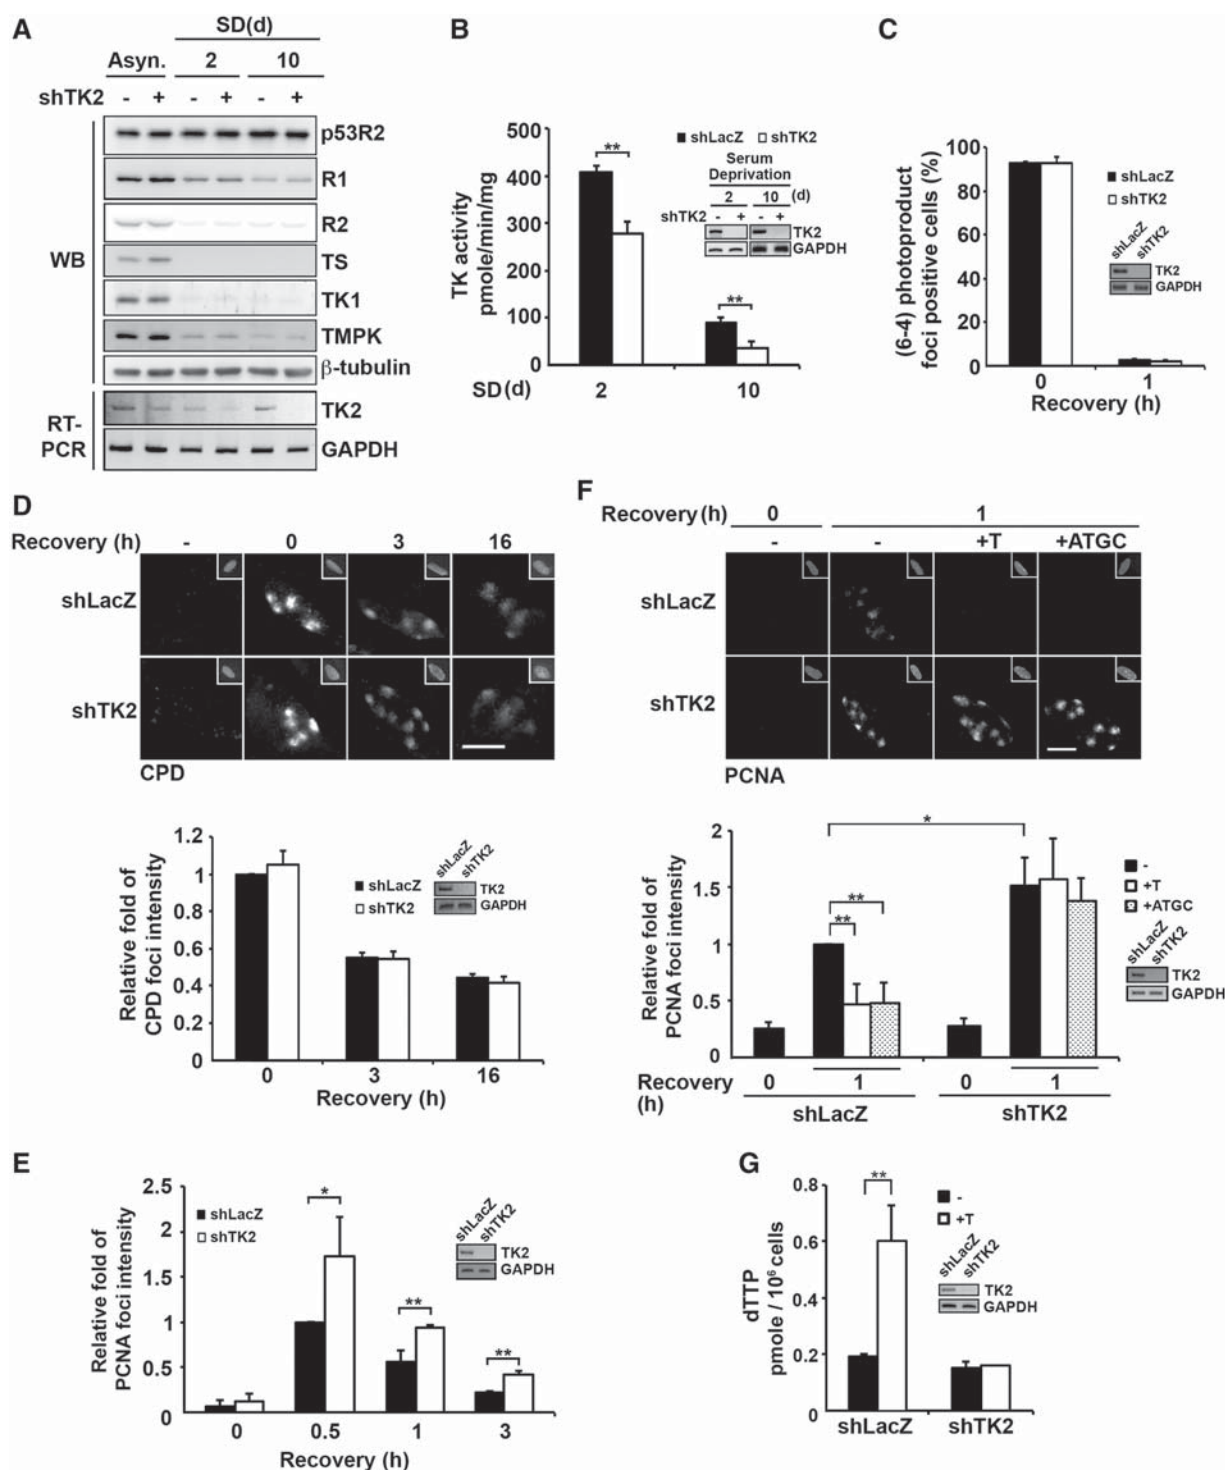 A
SD(d)
Asyn. 2 10
shTK2 - + - + - +
WB
p53R2
R1
R2
TS
TK1
TMPK
β-tubulin
RT-
PCR
TK2
GAPDH
B
TK activity
pmole/min/mg
500
400
300
200
100
0
shLacZ shTK2
**
**
Serum
Deprivation
2 10 (d)
shTK2 - + - +
TK2
GAPDH
SD(d) 2 10
C
(6-4) photoproduct
foci positive cells (%)
100
80
60
40
20
0
shLacZ
shTK2
shLacZ
shTK2
TK2
GAPDH
0 1
Recovery (h)
D
Recovery (h) - 0 3 16
shLacZ
shTK2
CPD
Relative fold of
CPD foci intensity
1.2
1
0.8
0.6
0.4
0.2
0
shLacZ
shTK2
shLacZ
shTK2
TK2
GAPDH
0 3 16
Recovery (h)
E
Relative fold of
PCNA foci intensity
2.5
2
1.5
1
0.5
0
shLacZ
shTK2
*
**
**
shLacZ
shTK2
TK2
GAPDH
0 0.5 1 3
Recovery (h)
F
Recovery (h) 0 1
- - +T +ATGC
shLacZ
shTK2
PCNA
Relative fold of
PCNA foci intensity
2
1.5
1
0.5
0
*
**
**
-
+T
+ATGC
shLacZ
shTK2
TK2
GAPDH
Recovery
(h)
0 1 0 1
shLacZ shTK2
G
dTTP
pmole / 10⁶ cells
0.8
0.6
0.4
0.2
0
**
-
+T
shLacZ
shTK2
TK2
GAPDH
shLacZ shTK2